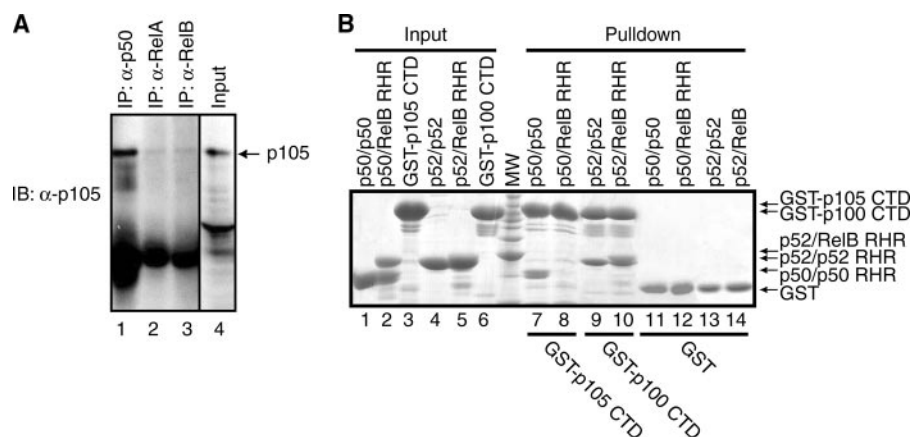 A
IP: α-p50
IP: α-RelA
IP: α-RelB
Input
p105
IB: α-p105
1 2 3 4
B
Input
Pulldown
p50/p50
p50/RelB RHR
GST-p105 CTD
p52/p52
p52/RelB RHR
GST-p100 CTD
MW
p50/p50
p50/RelB RHR
p52/p52
p52/RelB RHR
p50/p50
p50/RelB RHR
p52/p52
p52/RelB
GST-p105 CTD
GST-p100 CTD
p52/RelB RHR
p52/p52 RHR
p50/p50 RHR
GST
1 2 3 4 5 6 7 8 9 10 11 12 13 14
GST-p105 CTD
GST-p100 CTD
GST